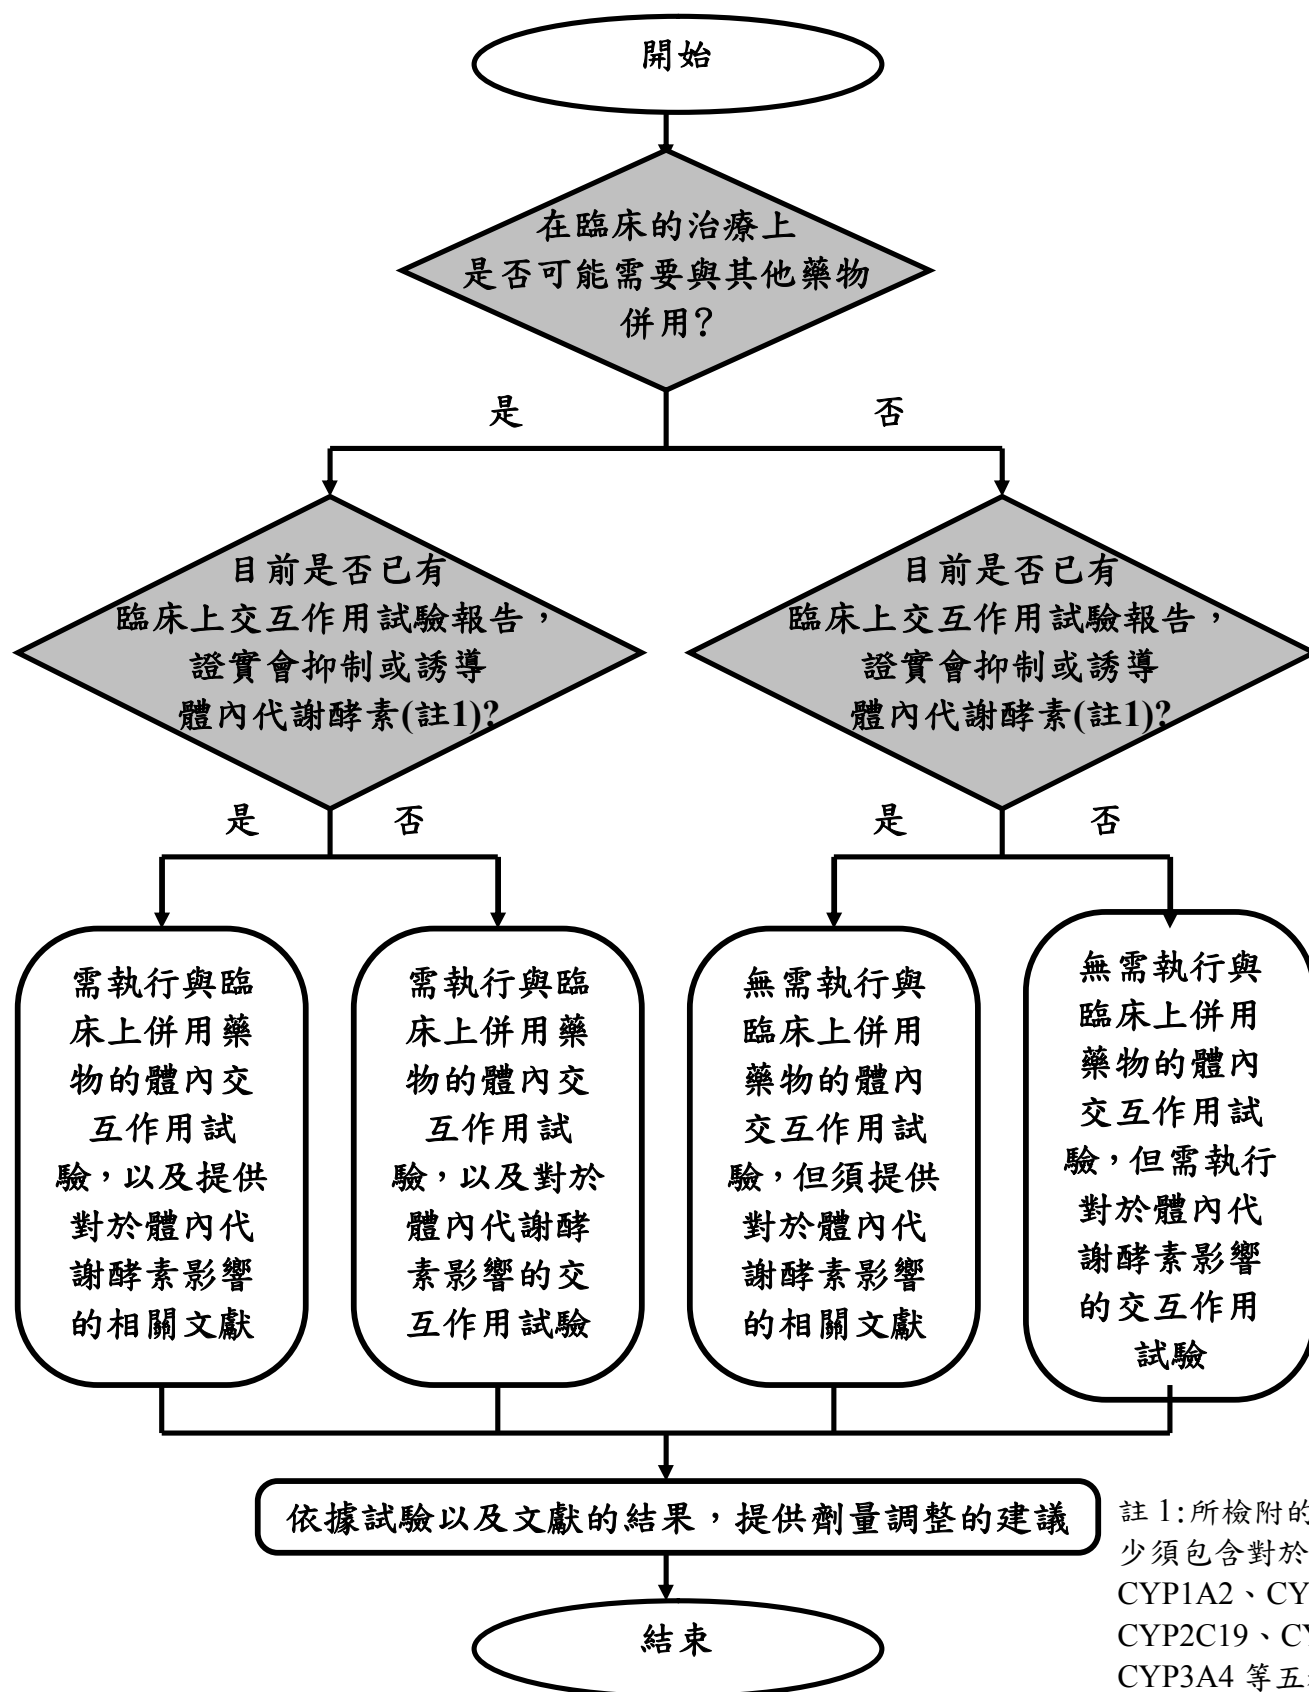 開始
在臨床的治療上
是否可能需要與其他藥物
併用?
是
否
目前是否已有
臨床上交互作用試驗報告，
證實會抑制或誘導
體內代謝酵素(註1)?
目前是否已有
臨床上交互作用試驗報告，
證實會抑制或誘導
體內代謝酵素(註1)?
是
否
是
否
需執行與臨
床上併用藥
物的體內交
互作用試
驗，以及提供
對於體內代
謝酵素影響
的相關文獻
需執行與臨
床上併用藥
物的體內交
互作用試
驗，以及對於
體內代謝酵
素影響的交
互作用試驗
無需執行與
臨床上併用
藥物的體內
交互作用試
驗，但須提供
對於體內代
謝酵素影響
的相關文獻
無需執行與
臨床上併用
藥物的體內
交互作用試
驗，但需執行
對於體內代
謝酵素影響
的交互作用
試驗
依據試驗以及文獻的結果，提供劑量調整的建議
結束
註 1:所檢附的
少須包含對於
CYP1A2、CY
CYP2C19、CY
CYP3A4 等五